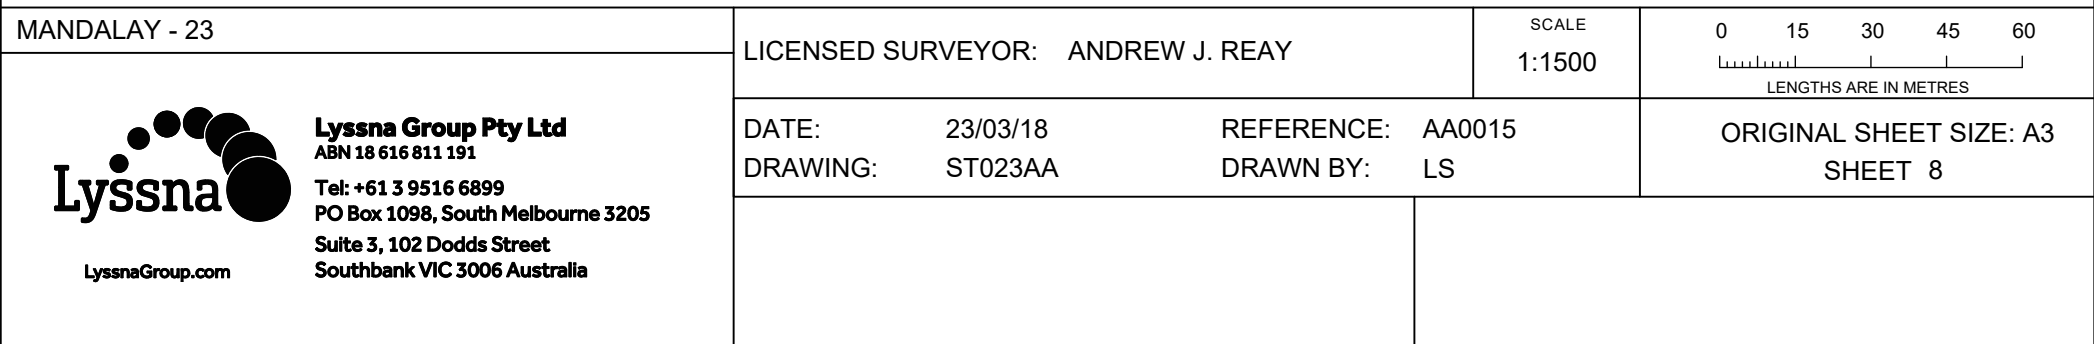 MANDALAY - 23
Lyssna
LyssnaGroup.com
Lyssna Group Pty Ltd
ABN 18 616 811 191
Tel: +61 3 9516 6899
PO Box 1098, South Melbourne 3205
Suite 3, 102 Dodds Street
Southbank VIC 3006 Australia
LICENSED SURVEYOR: ANDREW J. REAY
SCALE
1:1500
0 15 30 45 60
LENGTHS ARE IN METRES
DATE: 23/03/18 REFERENCE: AA0015
DRAWING: ST023AA DRAWN BY: LS
ORIGINAL SHEET SIZE: A3
SHEET 8